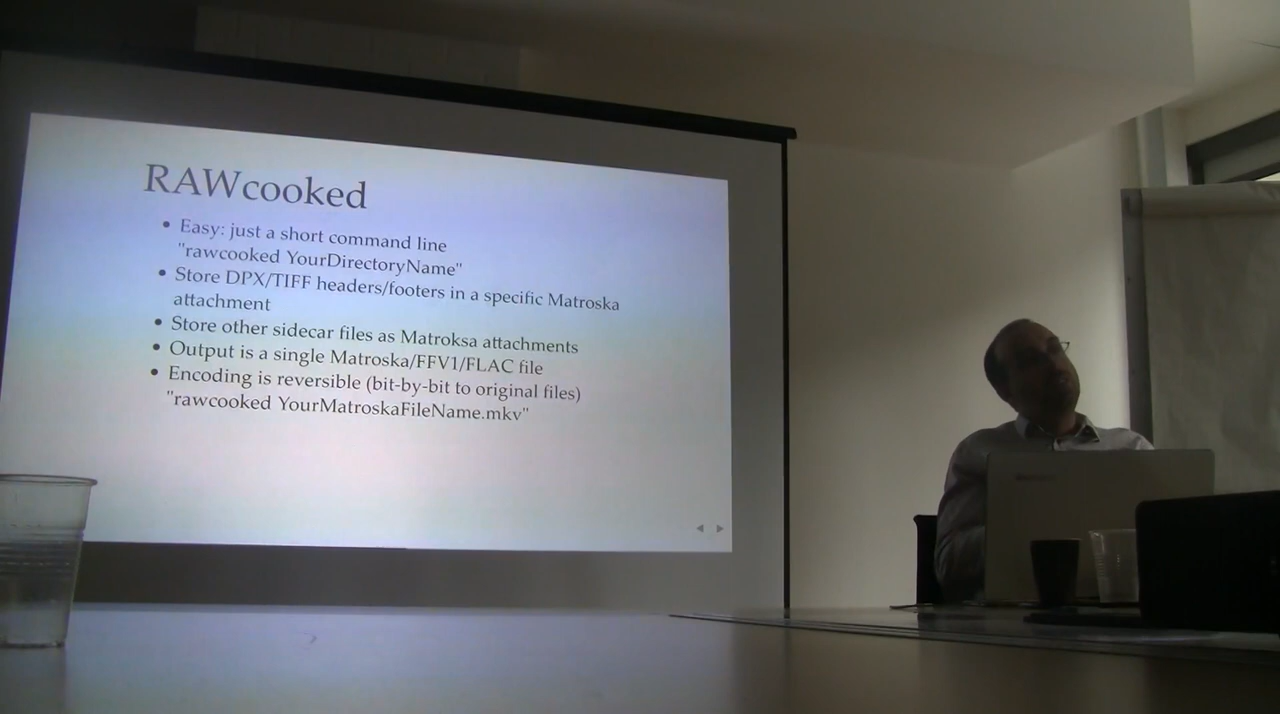 RAWcooked
• Easy: just a short command line
"rawcooked YourDirectoryName"
• Store DPX/TIFF headers/footers in a specific Matroska
attachment
• Store other sidecar files as Matroksa attachments
• Output is a single Matroska/FFV1/FLAC file
• Encoding is reversible (bit-by-bit to original files)
"rawcooked YourMatroskaFileName.mkv"